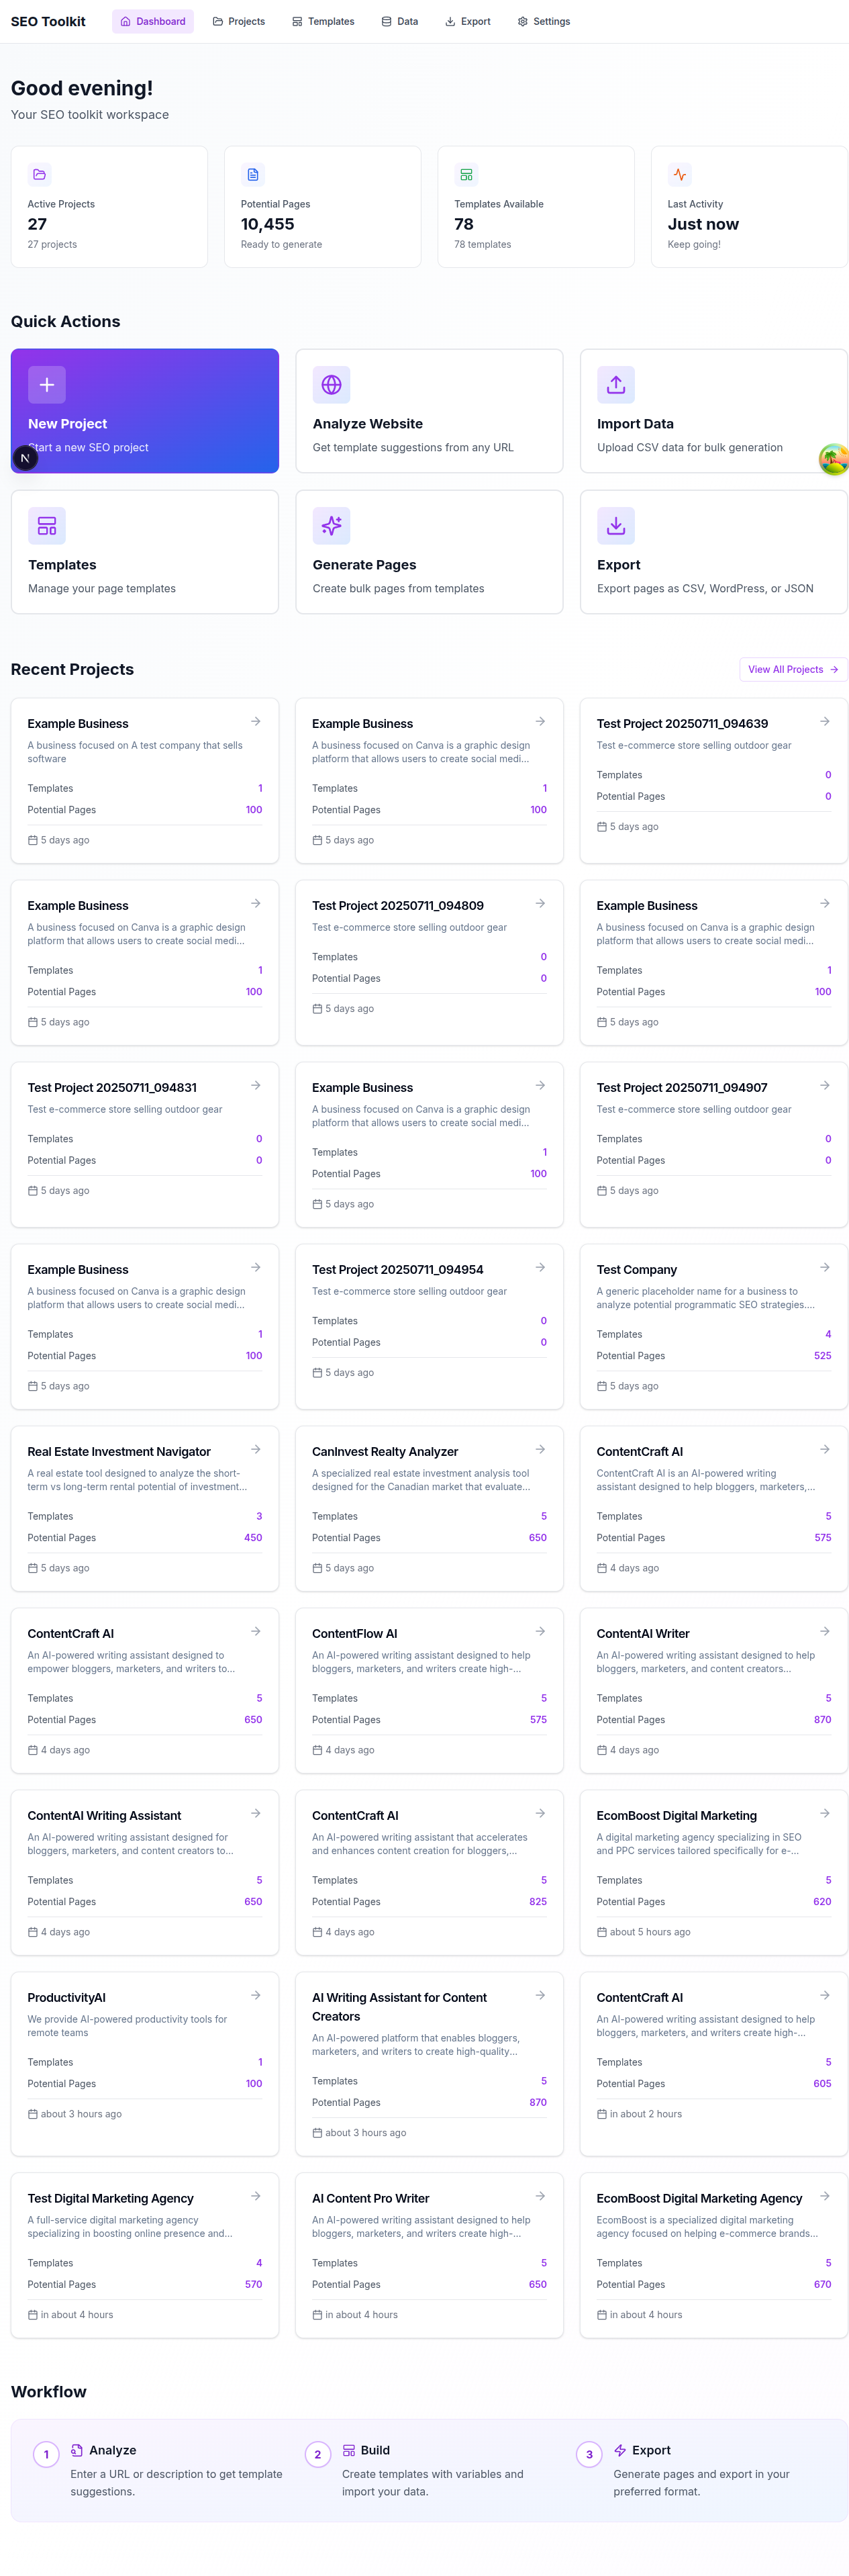 SEO Toolkit
Dashboard
Projects
Templates
Data
Export
Settings
Good evening!
Your SEO toolkit workspace
Active Projects
27
27 projects
Potential Pages
10,455
Ready to generate
Templates Available
78
78 templates
Last Activity
Just now
Keep going!
Quick Actions
New Project
Start a new SEO project
N
Analyze Website
Get template suggestions from any URL
Import Data
Upload CSV data for bulk generation
Templates
Manage your page templates
Generate Pages
Create bulk pages from templates
Export
Export pages as CSV, WordPress, or JSON
Recent Projects
View All Projects
Example Business
A business focused on A test company that sells
software
Templates 1
Potential Pages 100
5 days ago
Example Business
A business focused on Canva is a graphic design
platform that allows users to create social medi...
Templates 1
Potential Pages 100
5 days ago
Test Project 20250711_094639
Test e-commerce store selling outdoor gear
Templates 0
Potential Pages 0
5 days ago
Example Business
A business focused on Canva is a graphic design
platform that allows users to create social medi...
Templates 1
Potential Pages 100
5 days ago
Test Project 20250711_094809
Test e-commerce store selling outdoor gear
Templates 0
Potential Pages 0
5 days ago
Example Business
A business focused on Canva is a graphic design
platform that allows users to create social medi...
Templates 1
Potential Pages 100
5 days ago
Test Project 20250711_094831
Test e-commerce store selling outdoor gear
Templates 0
Potential Pages 0
5 days ago
Example Business
A business focused on Canva is a graphic design
platform that allows users to create social medi...
Templates 1
Potential Pages 100
5 days ago
Test Project 20250711_094907
Test e-commerce store selling outdoor gear
Templates 0
Potential Pages 0
5 days ago
Example Business
A business focused on Canva is a graphic design
platform that allows users to create social medi...
Templates 1
Potential Pages 100
5 days ago
Test Project 20250711_094954
Test e-commerce store selling outdoor gear
Templates 0
Potential Pages 0
5 days ago
Test Company
A generic placeholder name for a business to
analyze potential programmatic SEO strategies....
Templates 4
Potential Pages 525
5 days ago
Real Estate Investment Navigator
A real estate tool designed to analyze the short-
term vs long-term rental potential of investment...
Templates 3
Potential Pages 450
5 days ago
CanInvest Realty Analyzer
A specialized real estate investment analysis tool
designed for the Canadian market that evaluate...
Templates 5
Potential Pages 650
5 days ago
ContentCraft AI
ContentCraft AI is an AI-powered writing
assistant designed to help bloggers, marketers,...
Templates 5
Potential Pages 575
4 days ago
ContentCraft AI
An AI-powered writing assistant designed to
empower bloggers, marketers, and writers to...
Templates 5
Potential Pages 650
4 days ago
ContentFlow AI
An AI-powered writing assistant designed to help
bloggers, marketers, and writers create high-...
Templates 5
Potential Pages 575
4 days ago
ContentAI Writer
An AI-powered writing assistant designed to help
bloggers, marketers, and content creators...
Templates 5
Potential Pages 870
4 days ago
ContentAI Writing Assistant
An AI-powered writing assistant designed for
bloggers, marketers, and content creators to...
Templates 5
Potential Pages 650
4 days ago
ContentCraft AI
An AI-powered writing assistant that accelerates
and enhances content creation for bloggers,...
Templates 5
Potential Pages 825
4 days ago
EcomBoost Digital Marketing
A digital marketing agency specializing in SEO
and PPC services tailored specifically for e-...
Templates 5
Potential Pages 620
about 5 hours ago
ProductivityAI
We provide AI-powered productivity tools for
remote teams
Templates 1
Potential Pages 100
about 3 hours ago
AI Writing Assistant for Content
Creators
An AI-powered platform that enables bloggers,
marketers, and writers to create high-quality...
Templates 5
Potential Pages 870
about 3 hours ago
ContentCraft AI
An AI-powered writing assistant designed to help
bloggers, marketers, and writers create high-...
Templates 5
Potential Pages 605
in about 2 hours
Test Digital Marketing Agency
A full-service digital marketing agency
specializing in boosting online presence and...
Templates 4
Potential Pages 570
in about 4 hours
AI Content Pro Writer
An AI-powered writing assistant designed to help
bloggers, marketers, and writers create high-...
Templates 5
Potential Pages 650
in about 4 hours
EcomBoost Digital Marketing Agency
EcomBoost is a specialized digital marketing
agency focused on helping e-commerce brands...
Templates 5
Potential Pages 670
in about 4 hours
Workflow
1
Analyze
Enter a URL or description to get template
suggestions.
2
Build
Create templates with variables and
import your data.
3
Export
Generate pages and export in your
preferred format.